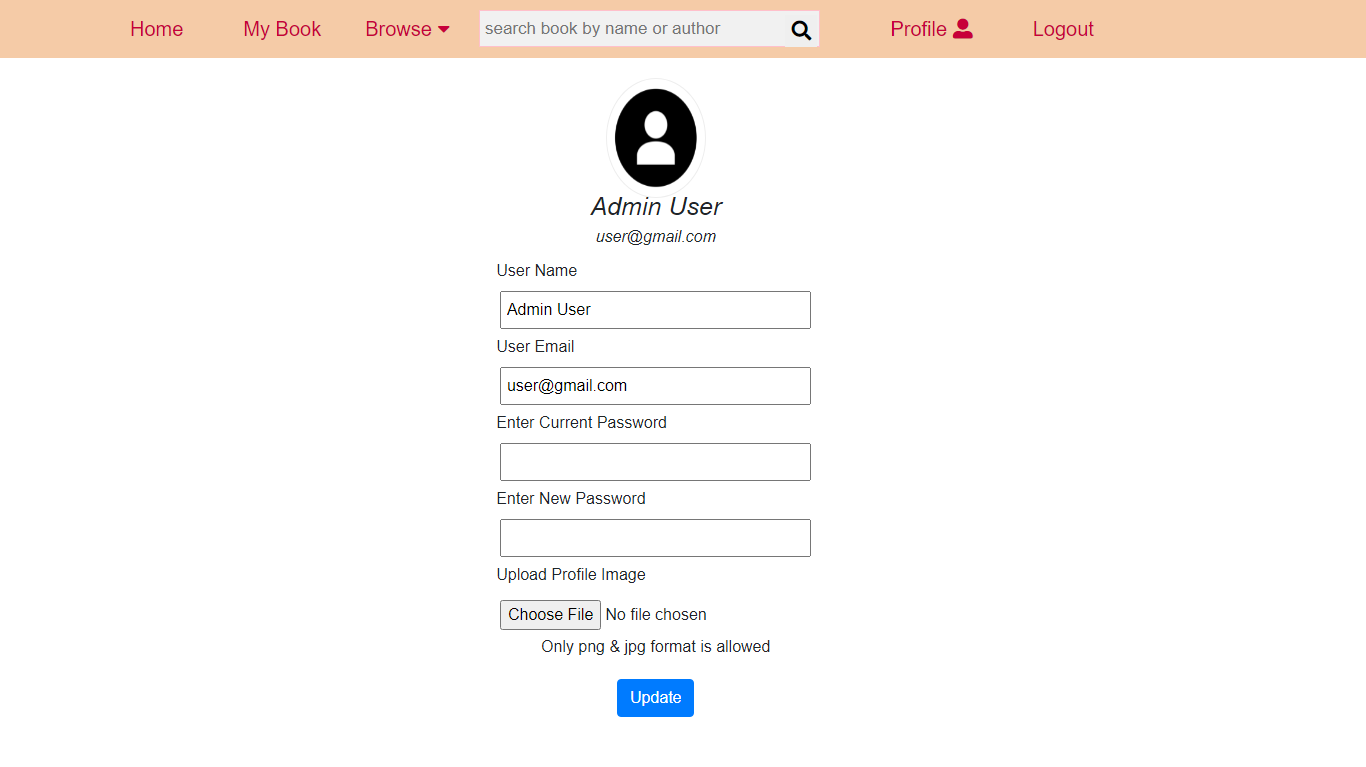 Home My Book Browse search book by name or author Profile Logout
Admin User
user@gmail.com
User Name
Admin User
User Email
user@gmail.com
Enter Current Password
Enter New Password
Upload Profile Image
Choose File No file chosen
Only png & jpg format is allowed
Update